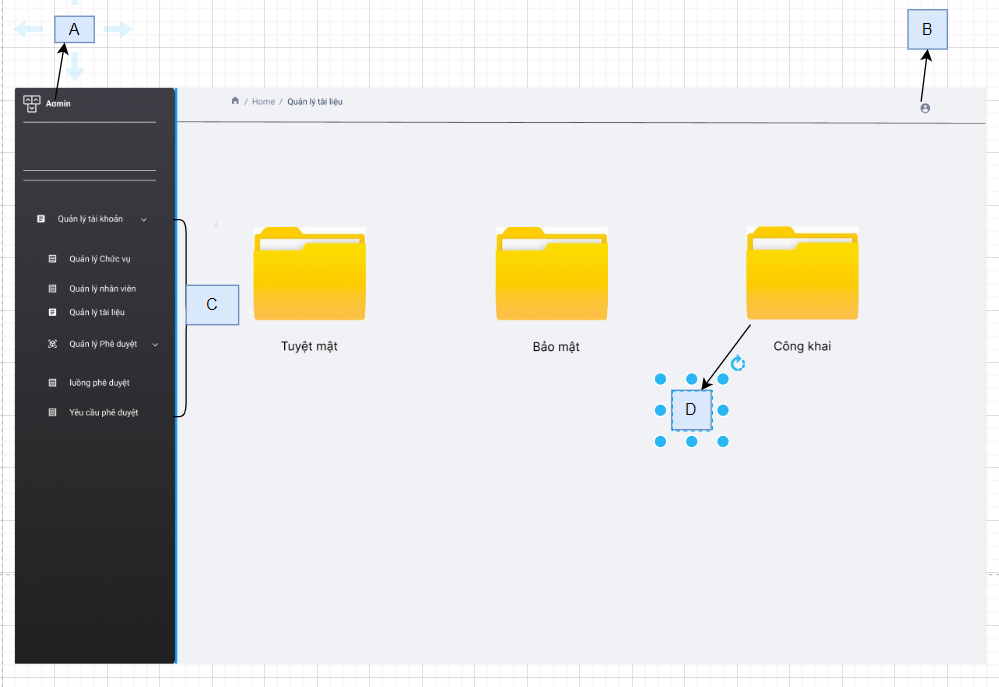 A
B
Aamin
/ Home / Quản lý tài liệu
Quản lý tài khoản
Quản lý Chức vụ
Quản lý nhân viên
Quản lý tài liệu
Quản lý Phê duyệt
luồng phê duyệt
Yêu cầu phê duyệt
C
Tuyệt mật
Bảo mật
Công khai
D